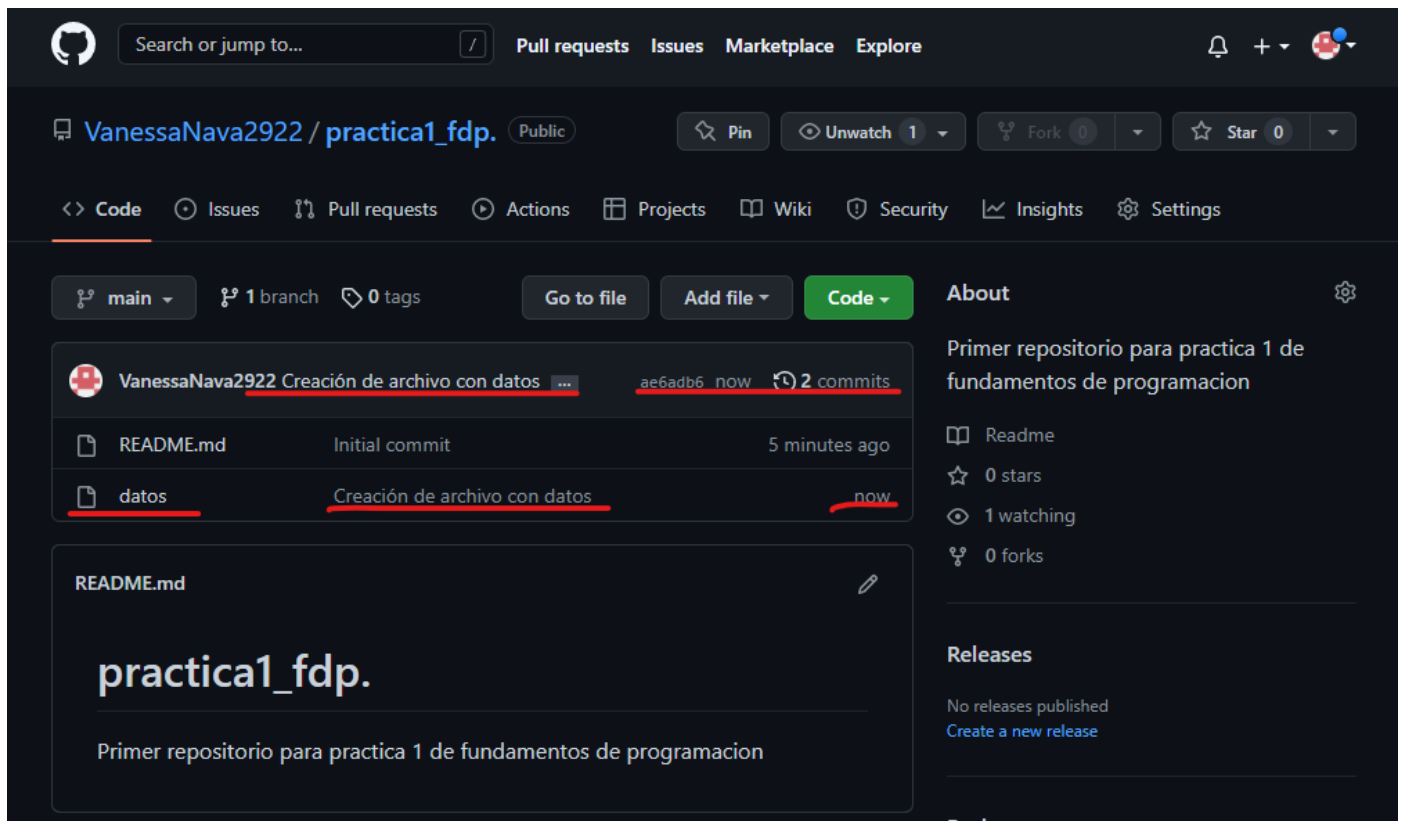 Search or jump to... / Pull requests Issues Marketplace Explore
VanessaNava2922 / practica1_fdp. Public Pin Unwatch 1 Fork 0 Star 0
Code Issues Pull requests Actions Projects Wiki Security Insights Settings
main 1 branch 0 tags Go to file Add file Code
VanessaNava2922 Creación de archivo con datos ... ae6adb6 now 2 commits
README.md Initial commit 5 minutes ago
datos Creación de archivo con datos now
README.md
practica1_fdp.
Primer repositorio para practica 1 de fundamentos de programacion
About
Primer repositorio para practica 1 de
fundamentos de programacion
Readme
0 stars
1 watching
0 forks
Releases
No releases published
Create a new release